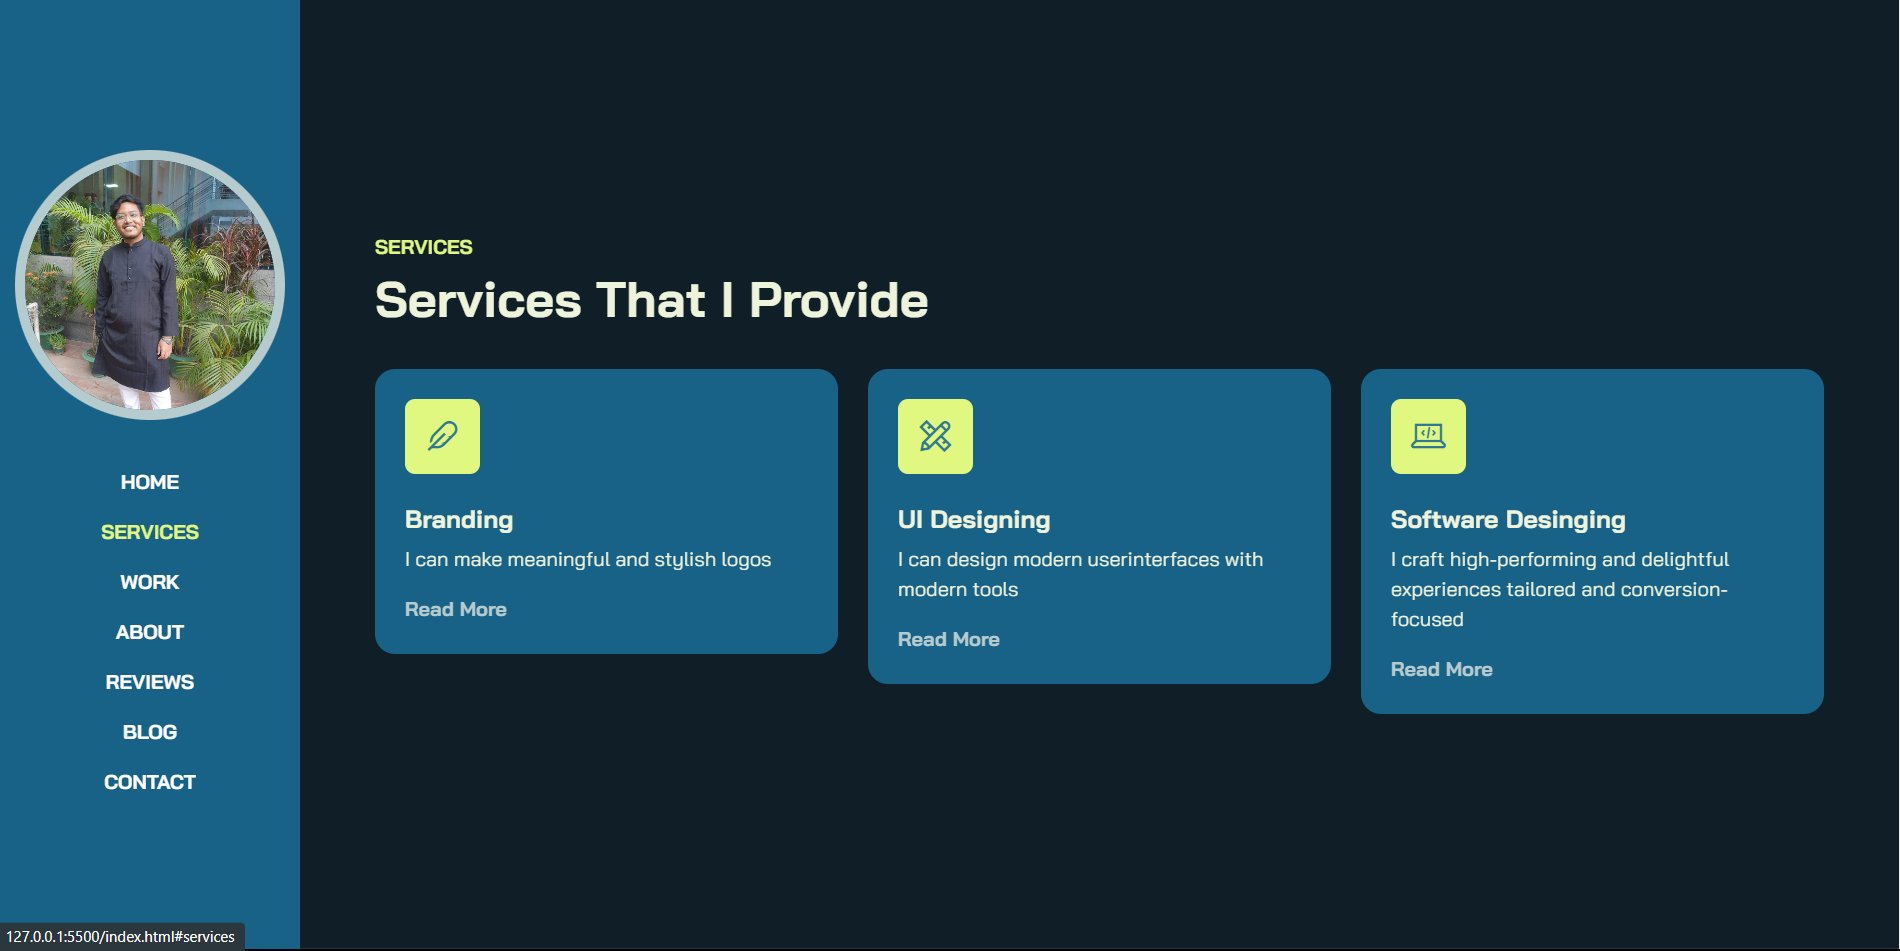 HOME
SERVICES
WORK
ABOUT
REVIEWS
BLOG
CONTACT
SERVICES
Services That I Provide
Branding
I can make meaningful and stylish logos
Read More
UI Designing
I can design modern userinterfaces with
modern tools
Read More
Software Desinging
I craft high-performing and delightful
experiences tailored and conversion-
focused
Read More
127.0.0.1:5500/index.html#services